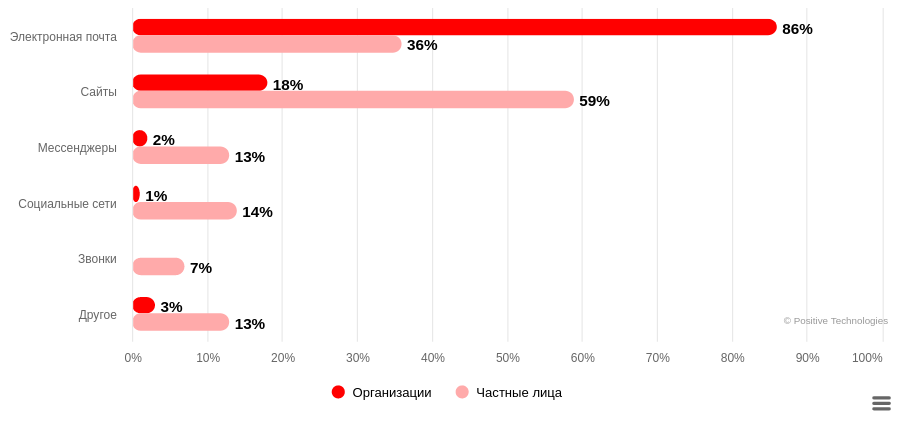 Электронная почта
86%
36%
Сайты
18%
59%
Мессенджеры
2%
13%
Социальные сети
1%
14%
Звонки
7%
Другое
3%
13%
© Positive Technologies
0% 10% 20% 30% 40% 50% 60% 70% 80% 90% 100%
Организации Частные лица